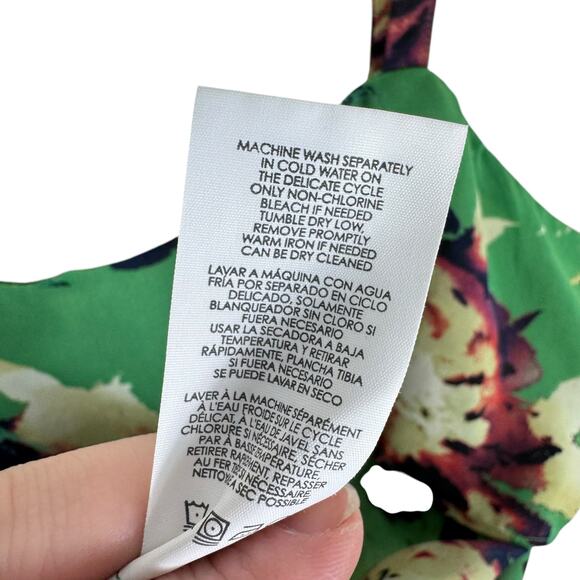 MACHINE WASH SEPARATELY
IN COLD WATER ON
THE DELICATE CYCLE
ONLY NON-CHLORINE
BLEACH IF NEEDED
TUMBLE DRY LOW,
REMOVE PROMPTLY
WARM IRON IF NEEDED
CAN BE DRY CLEANED
LAVAR A MÁQUINA CON AGUA
FRÍA POR SEPARADO EN CICLO
DELICADO, SOLAMENTE
BLANQUEADOR SIN CLORO SI
FUERA NECESARIO
USAR LA SECADORA A BAJA
TEMPERATURA Y RETIRAR
RÁPIDAMENTE, PLANCHA TIBIA
SI FUERA NECESARIO
SE PUEDE LAVAR EN SECO
LAVER À LA MACHINE SÉPARÉMENT
À L'EAU FROIDE SUR LE CYCLE
DÉLICAT, À L'EAU DE JAVEL SANS
CHLORURE SI NÉCESSAIRE, SÉCHER
PAR À BASSE TEMPÉRATURE,
RETIRER RAPIDEMENT, REPASSER
AU FER TIÈDE NÉCESSAIRE,
NETTOYÁ SEC POSSIBLE